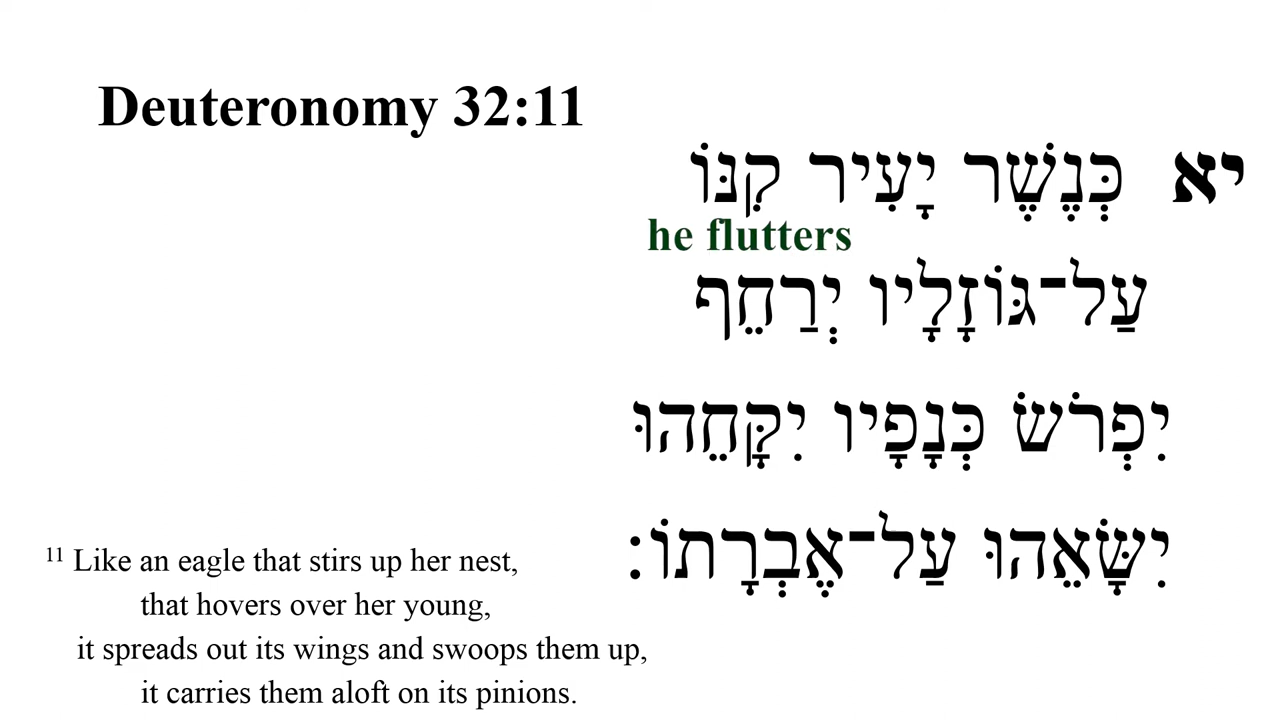 Deuteronomy 32:11
יא כְּנֶשֶׁר יָעִיר קִנּוֹ
he flutters
עַל־גּוֹזָלָיו יְרַחֵף
יִפְרֹשׂ כְּנָפָיו יִקָּחֵהוּ
יִשָּׂאֵהוּ עַל־אֶבְרָתוֹ׃
11 Like an eagle that stirs up her nest,
that hovers over her young,
it spreads out its wings and swoops them up,
it carries them aloft on its pinions.